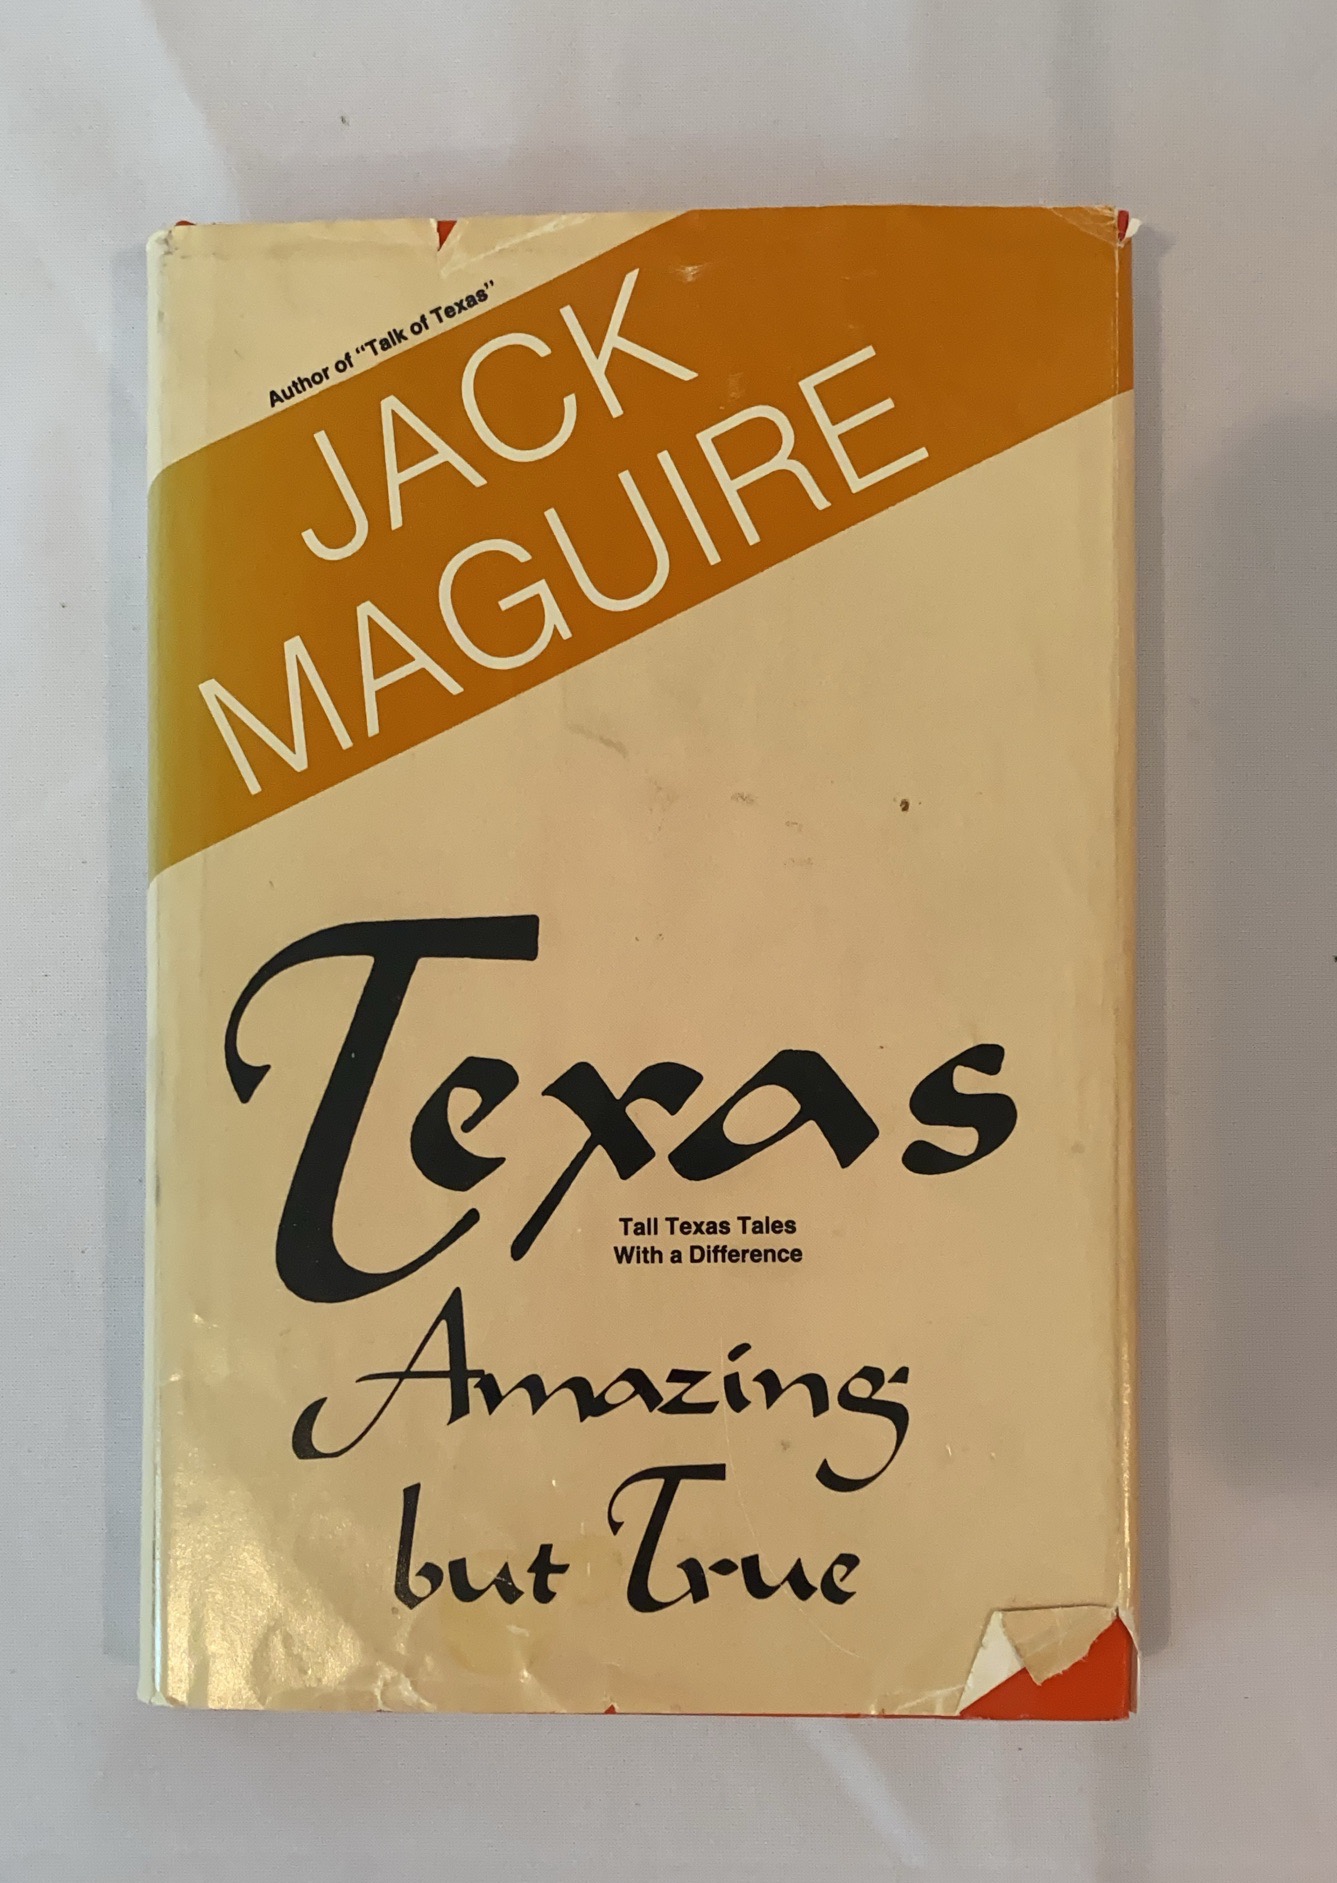 Author of "Talk of Texas"
JACK
MAGUIRE
Texas
Tall Texas Tales
With a Difference
Amazing
but True